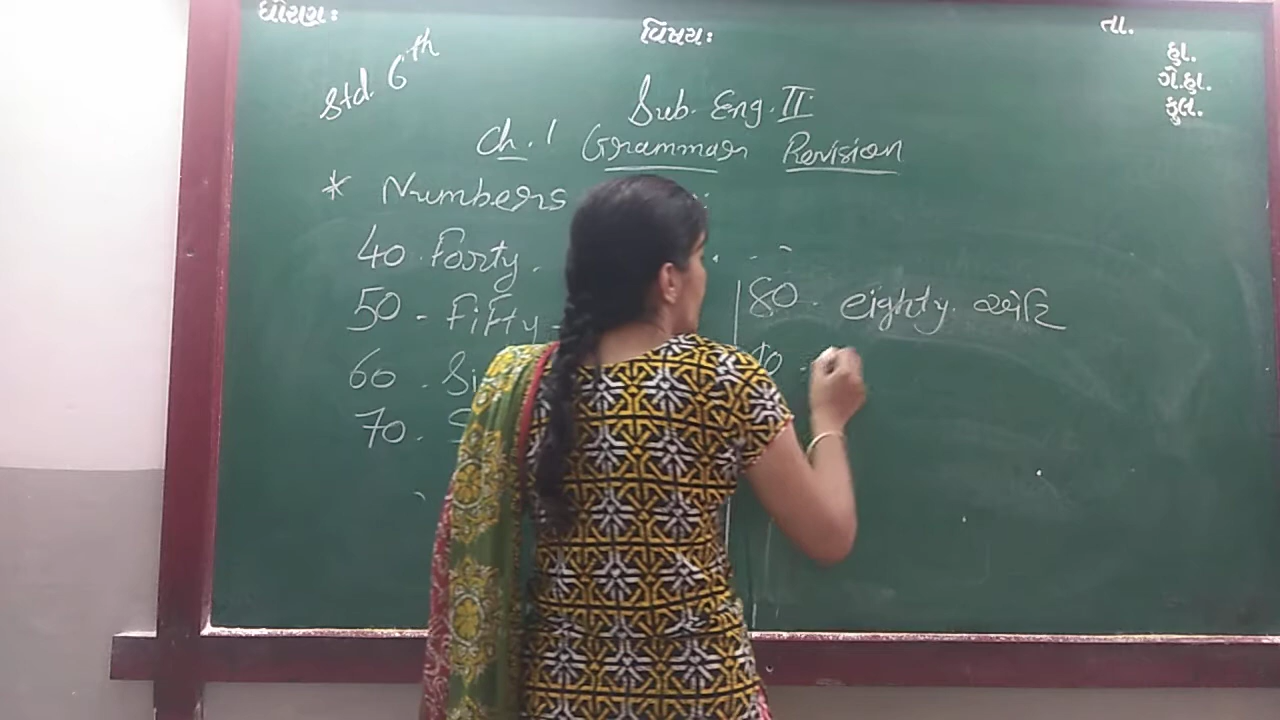 ધોરણઃ
વિષયઃ
તા.
હા.
ગે.હા.
કુલ.
Std. 6th
Sub. Eng. II
Ch. 1 Grammar Revision
* Numbers
40. Forty.
50 - Fifty -
60 -
70.
80 - eighty. એટિ